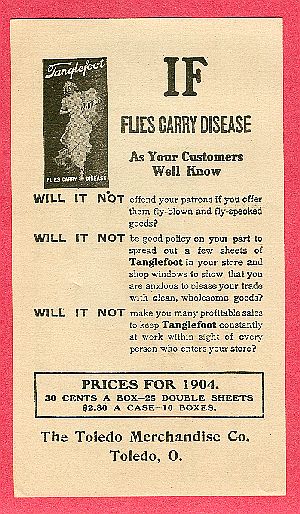 Tanglefoot
FLIES CARRY DISEASE
IF
FLIES CARRY DISEASE
As Your Customers
Well Know
WILL IT NOT offend your patrons if you offer
them fly-blown and fly-specked
goods?
WILL IT NOT be good policy on your part to
spread out a few sheets of
Tanglefoot in your store and
shop windows to show that you
are anxious to please your trade
with clean, wholesome goods?
WILL IT NOT make you many profitable sales
to keep Tanglefoot constantly
at work within sight of every
person who enters your store?
PRICES FOR 1904.
30 CENTS A BOX—25 DOUBLE SHEETS
$2.80 A CASE—10 BOXES.
The Toledo Merchandise Co.
Toledo, O.